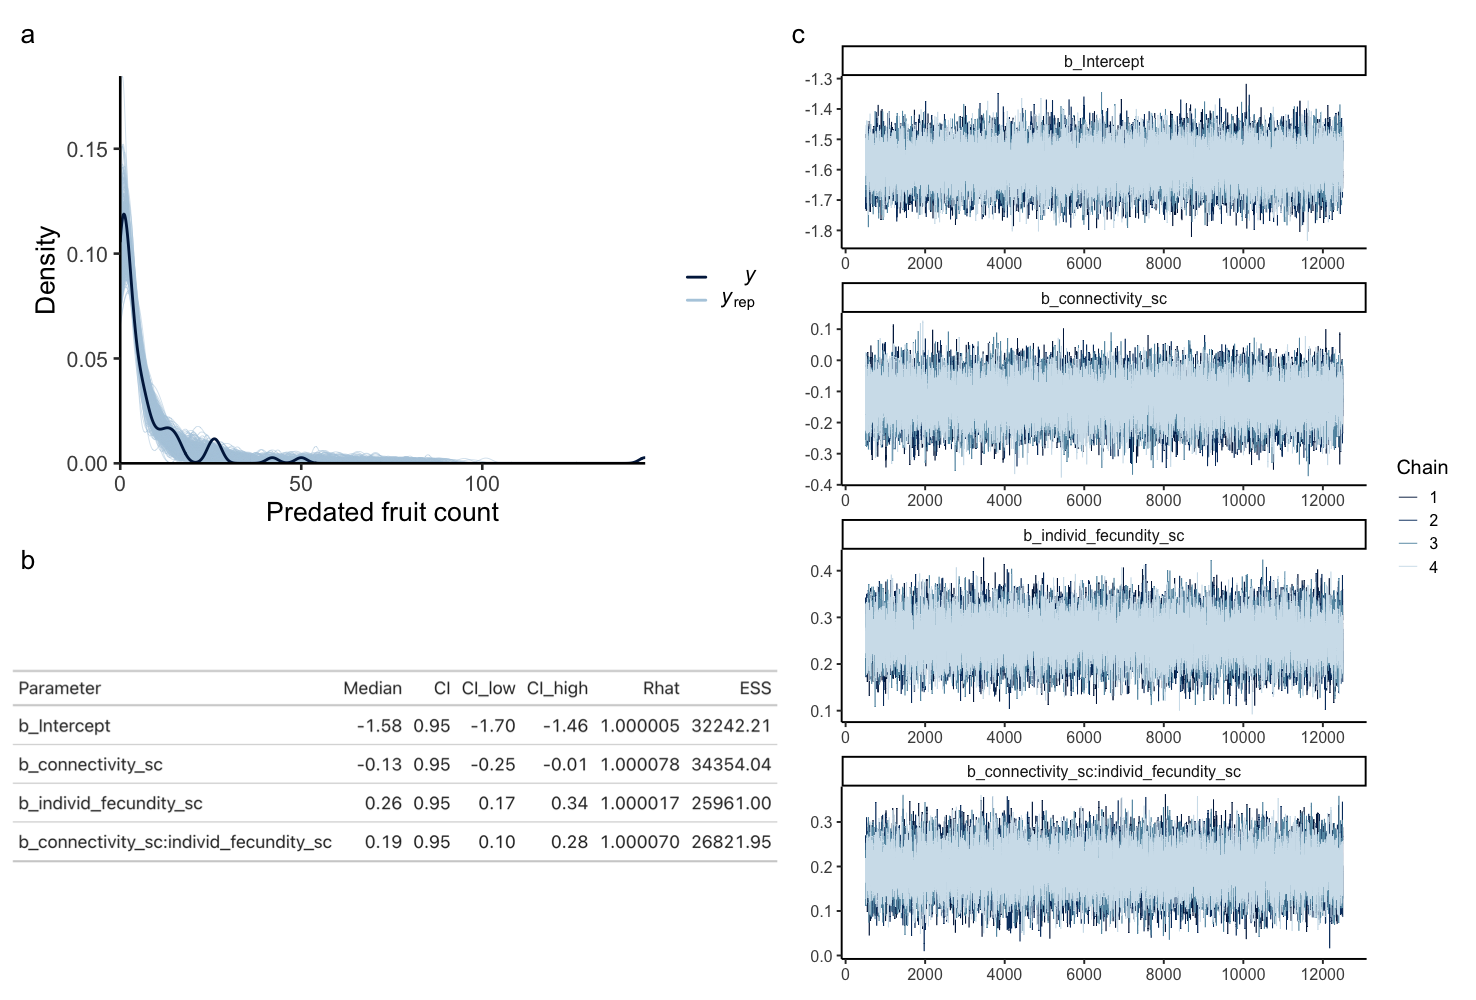 a
0.15
0.10
0.05
0.00
Density
0 50 100
Predated fruit count
y
yrep
b
Parameter Median CI CI_low CI_high Rhat ESS
b_Intercept -1.58 0.95 -1.70 -1.46 1.000005 32242.21
b_connectivity_sc -0.13 0.95 -0.25 -0.01 1.000078 34354.04
b_individ_fecundity_sc 0.26 0.95 0.17 0.34 1.000017 25961.00
b_connectivity_sc:individ_fecundity_sc 0.19 0.95 0.10 0.28 1.000070 26821.95
c
b_Intercept
-1.3
-1.4
-1.5
-1.6
-1.7
-1.8
0 2000 4000 6000 8000 10000 12000
b_connectivity_sc
0.1
0.0
-0.1
-0.2
-0.3
-0.4
0 2000 4000 6000 8000 10000 12000
b_individ_fecundity_sc
0.4
0.3
0.2
0.1
0 2000 4000 6000 8000 10000 12000
b_connectivity_sc:individ_fecundity_sc
0.3
0.2
0.1
0.0
0 2000 4000 6000 8000 10000 12000
Chain
1
2
3
4